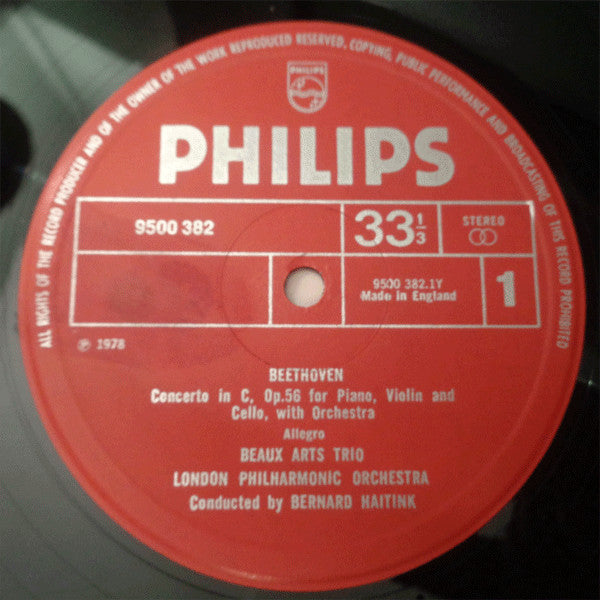 ALL RIGHTS OF THE RECORD PRODUCER AND OF THE OWNER OF THE WORK REPRODUCED RESERVED. COPYING, PUBLIC PERFORMANCE AND BROADCASTING OF THIS RECORD PROHIBITED
PHILIPS
PHILIPS
9500 382
33 1/3
STEREO
9500 382.1Y
Made in England
1
℗ 1978
BEETHOVEN
Concerto in C, Op.56 for Piano, Violin and
Cello, with Orchestra
Allegro
BEAUX ARTS TRIO
LONDON PHILHARMONIC ORCHESTRA
Conducted by BERNARD HAITINK